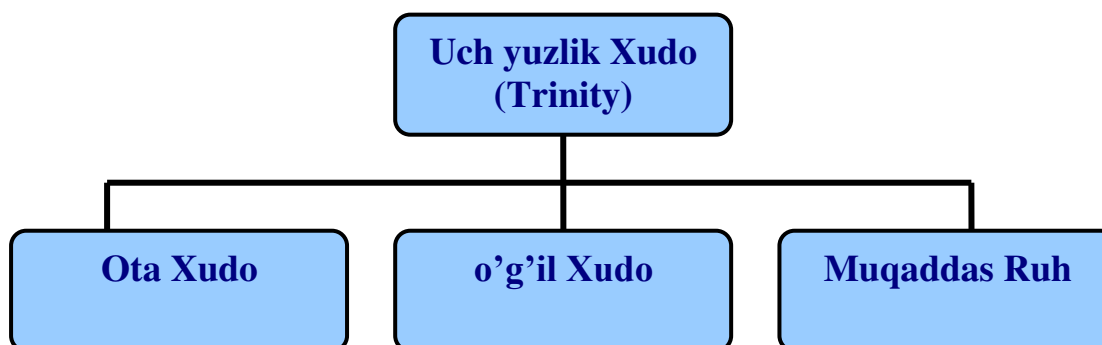 Uch yuzlik Xudo
(Trinity)
Ota Xudo
o’g’il Xudo
Muqaddas Ruh